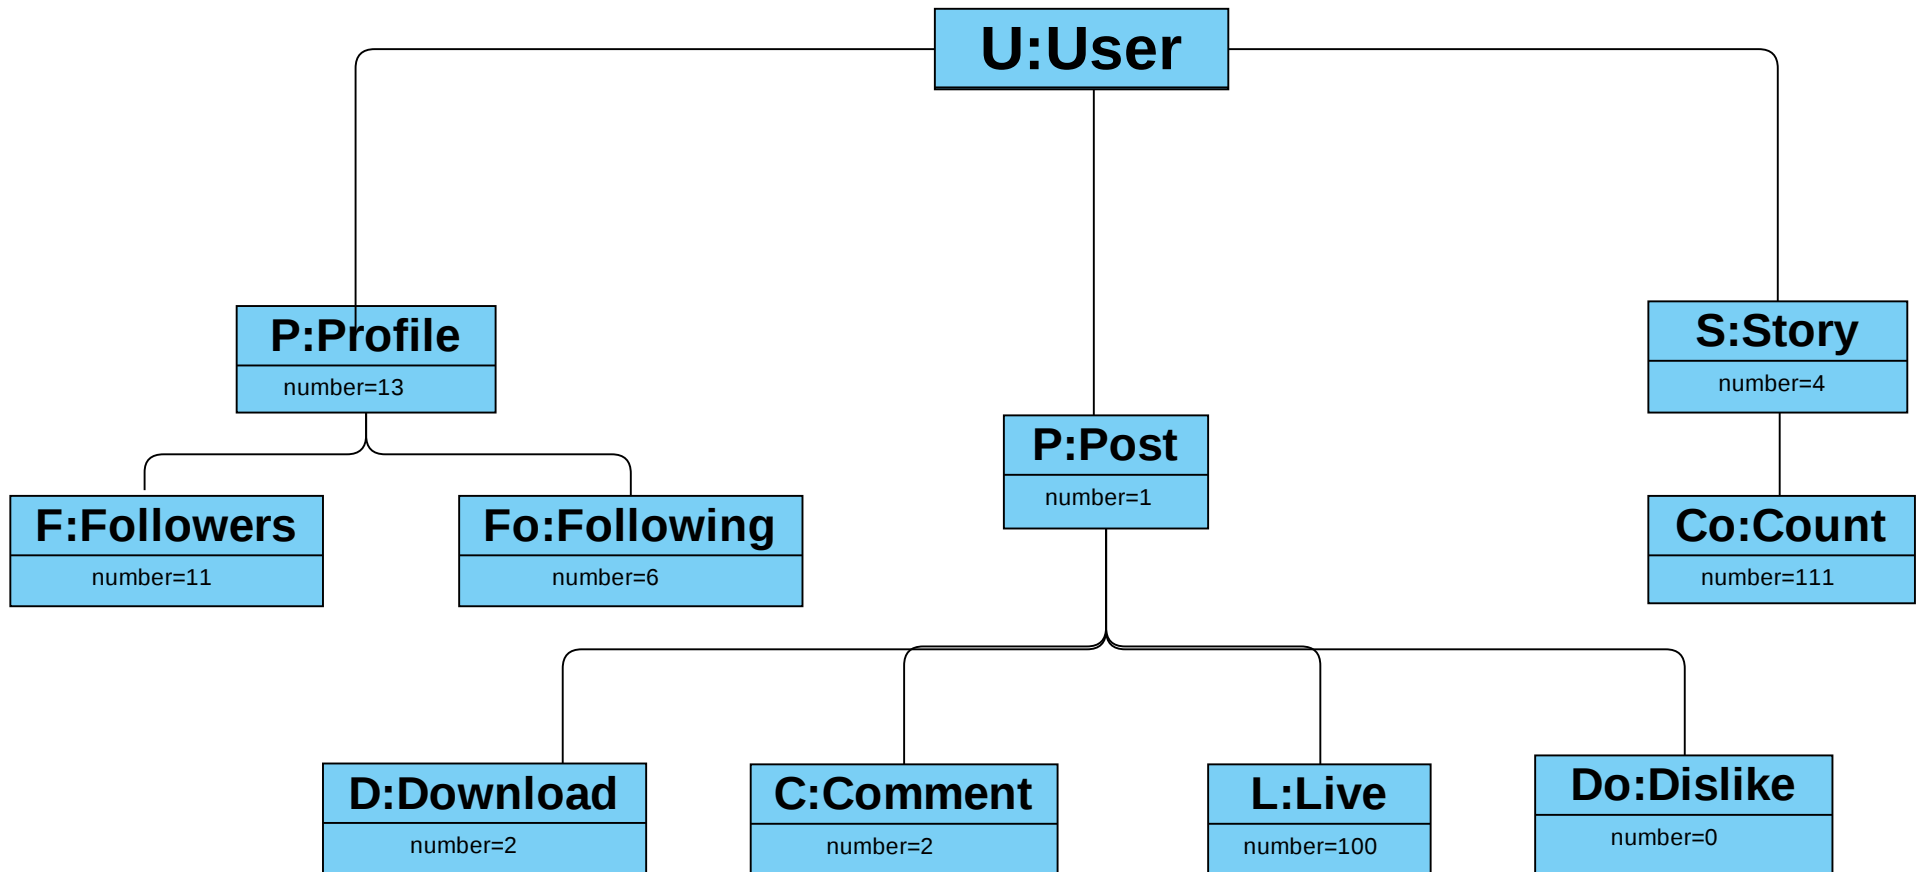 U:User
P:Profile
number=13
S:Story
number=4
P:Post
number=1
F:Followers
number=11
Fo:Following
number=6
Co:Count
number=111
D:Download
number=2
C:Comment
number=2
L:Live
number=100
Do:Dislike
number=0